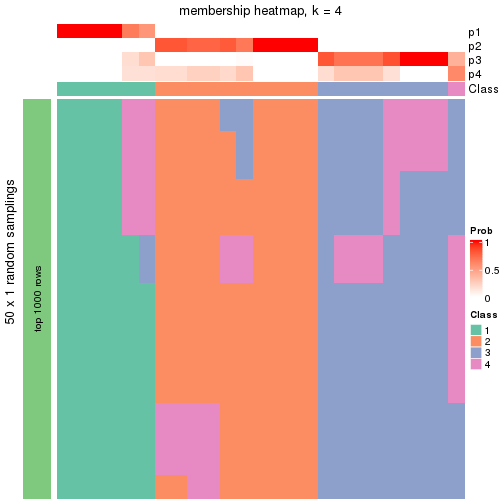 membership heatmap, k = 4
p1
p2
p3
p4
Class
50 x 1 random samplings
top 1000 rows
Prob
1
0.5
0
Class
1
2
3
4